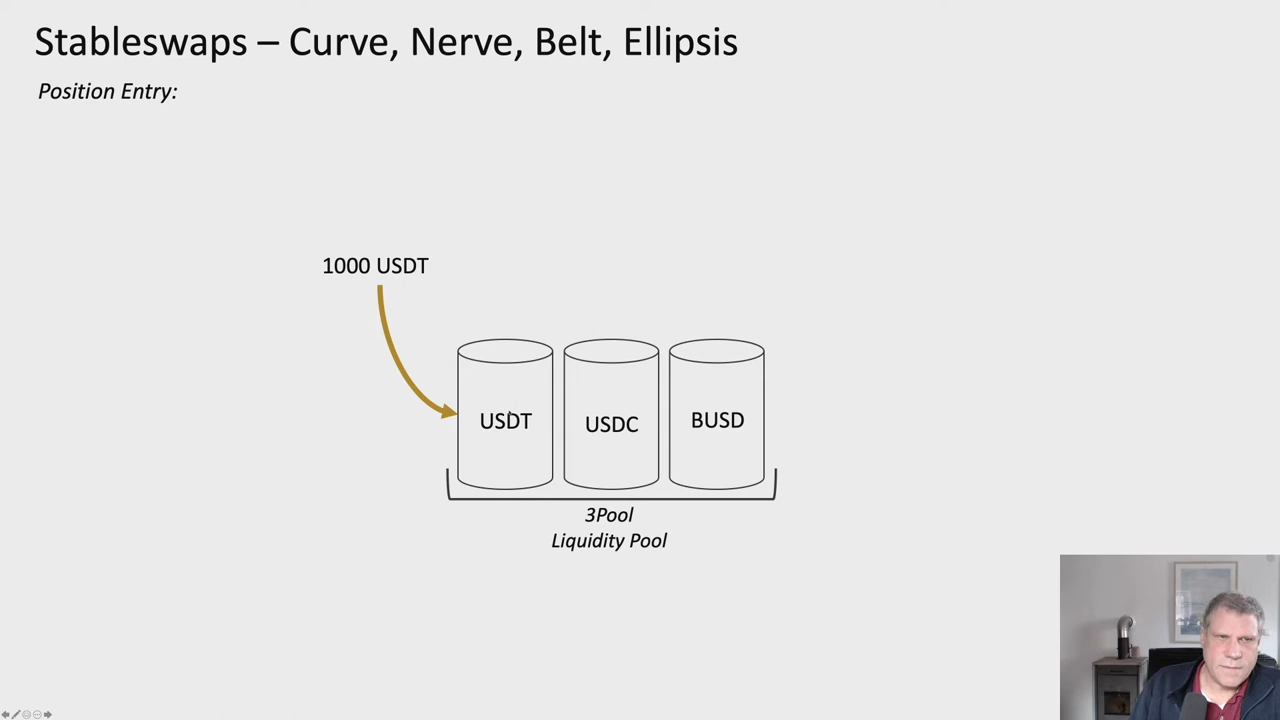 Stableswaps – Curve, Nerve, Belt, Ellipsis
Position Entry:
1000 USDT
USDT
USDC
BUSD
3Pool
Liquidity Pool